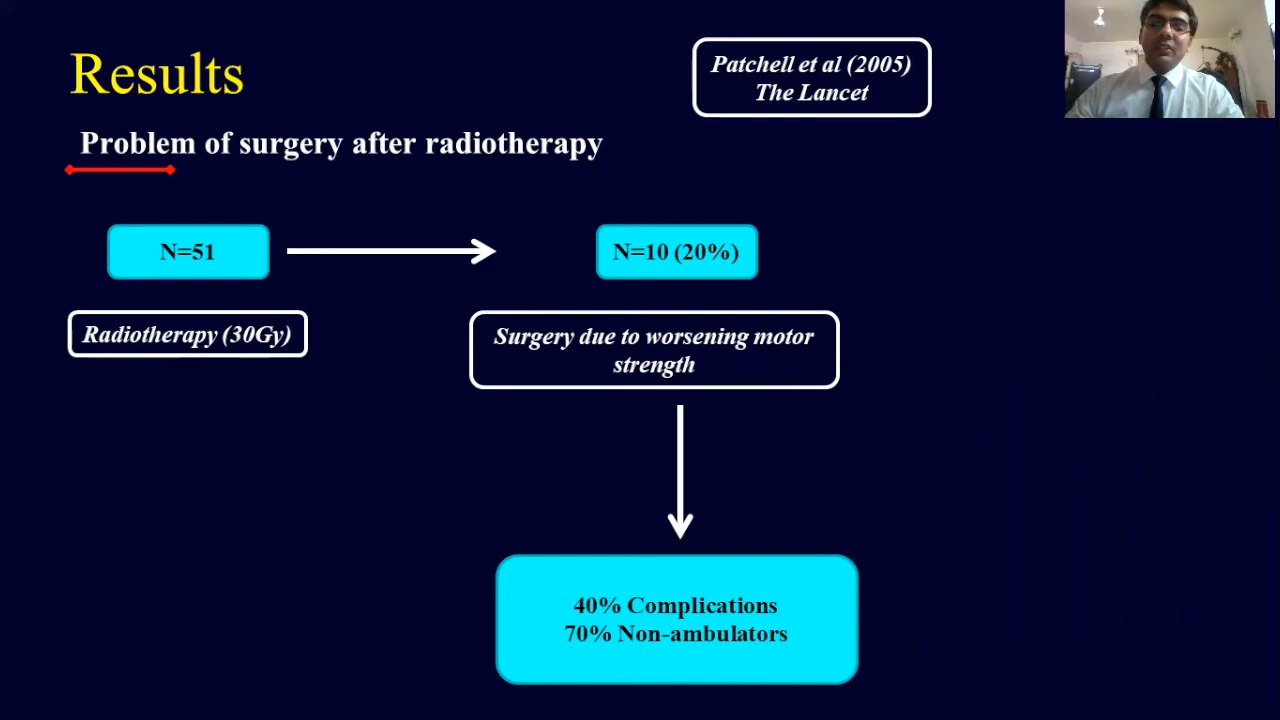 Results
Patchell et al (2005)
The Lancet
Problem of surgery after radiotherapy
N=51
N=10 (20%)
Radiotherapy (30Gy)
Surgery due to worsening motor
strength
40% Complications
70% Non-ambulators